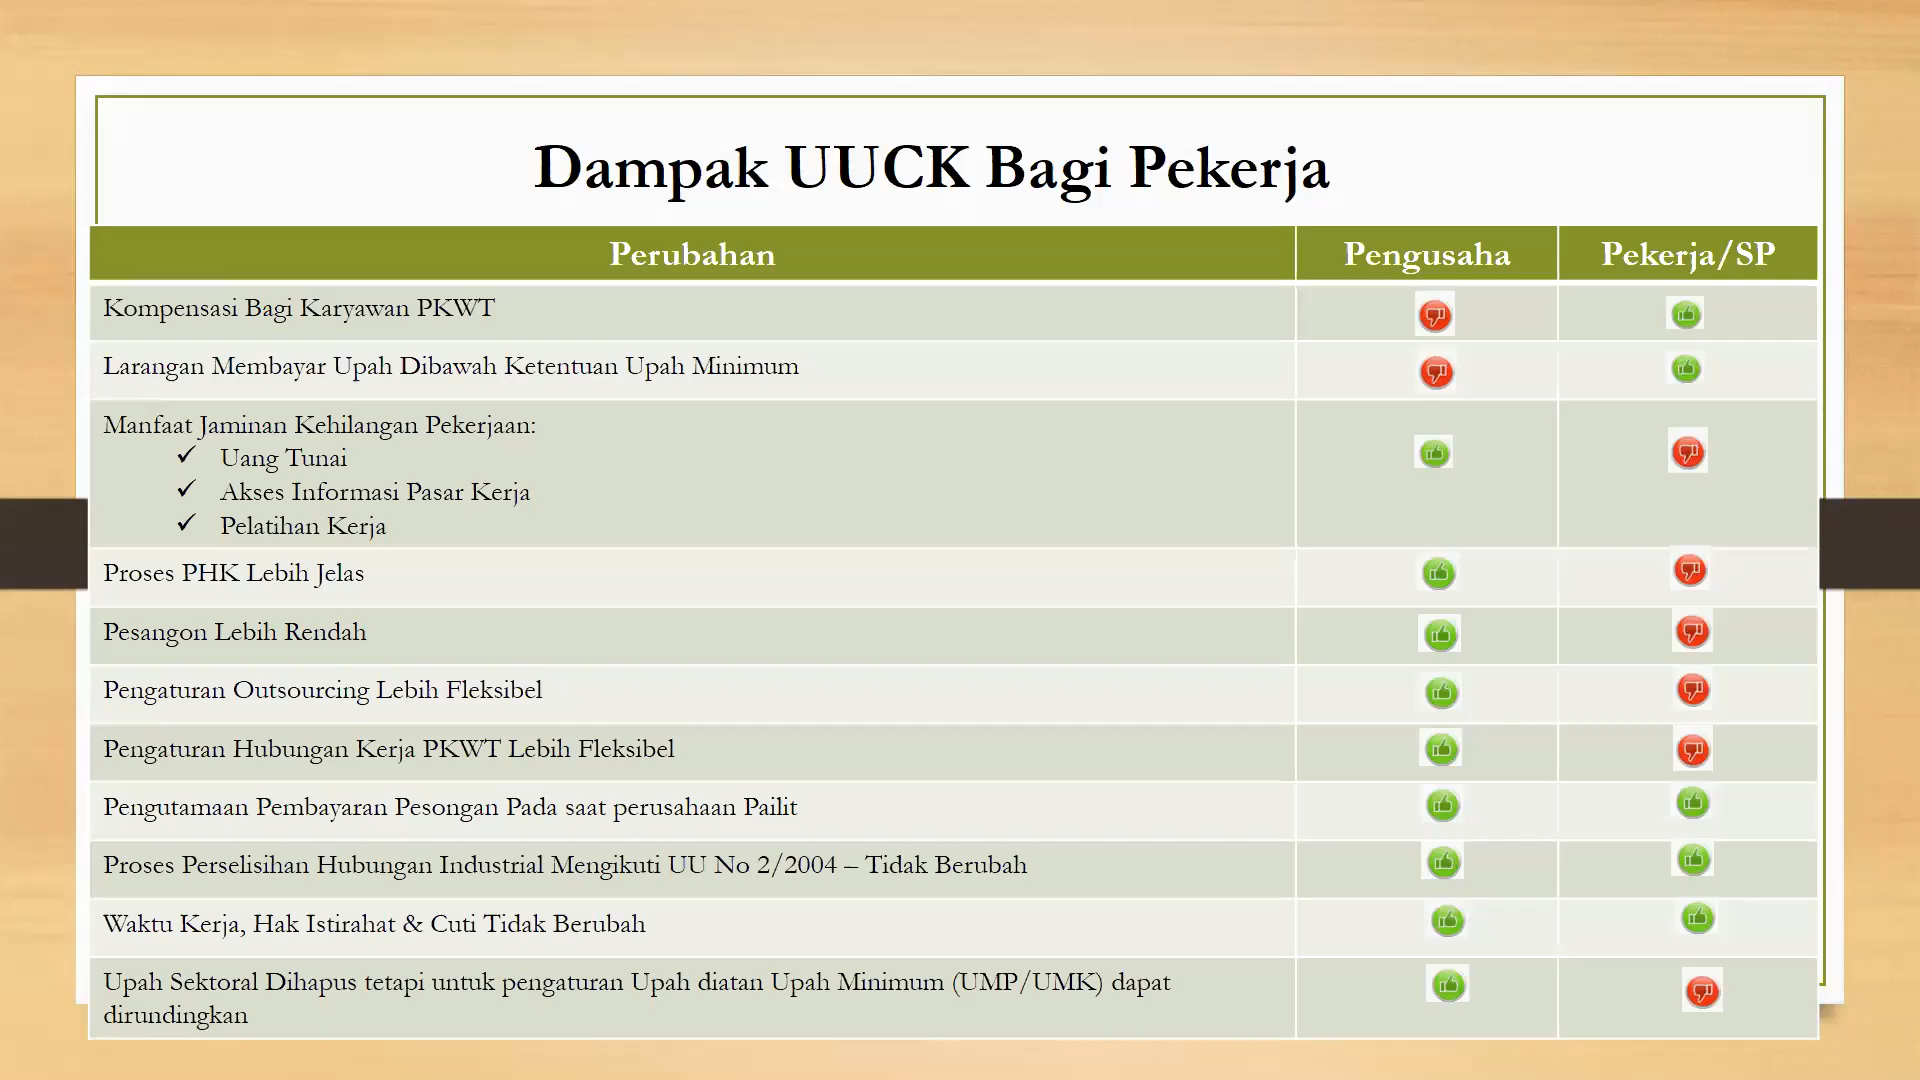 Dampak UUCK Bagi Pekerja
Perubahan Pengusaha Pekerja/SP
Kompensasi Bagi Karyawan PKWT
Larangan Membayar Upah Dibawah Ketentuan Upah Minimum
Manfaat Jaminan Kehilangan Pekerjaan:
✓ Uang Tunai
✓ Akses Informasi Pasar Kerja
✓ Pelatihan Kerja
Proses PHK Lebih Jelas
Pesangon Lebih Rendah
Pengaturan Outsourcing Lebih Fleksibel
Pengaturan Hubungan Kerja PKWT Lebih Fleksibel
Pengutamaan Pembayaran Pesongan Pada saat perusahaan Pailit
Proses Perselisihan Hubungan Industrial Mengikuti UU No 2/2004 – Tidak Berubah
Waktu Kerja, Hak Istirahat & Cuti Tidak Berubah
Upah Sektoral Dihapus tetapi untuk pengaturan Upah diatan Upah Minimum (UMP/UMK) dapat
dirundingkan